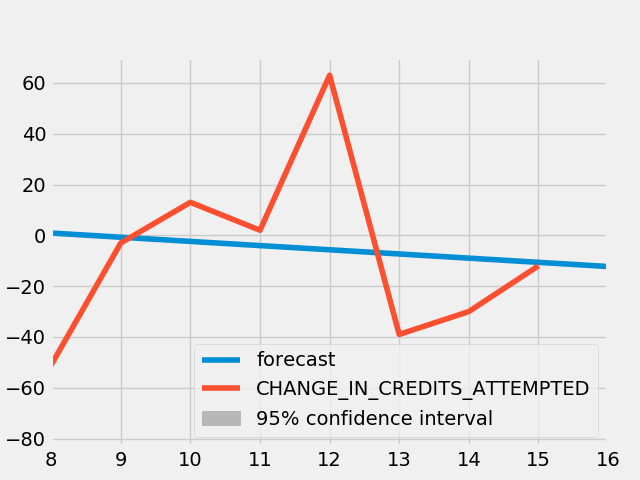 60
40
20
0
−20
−40
−60
−80
forecast
CHANGE_IN_CREDITS_ATTEMPTED
95% confidence interval
8 9 10 11 12 13 14 15 16